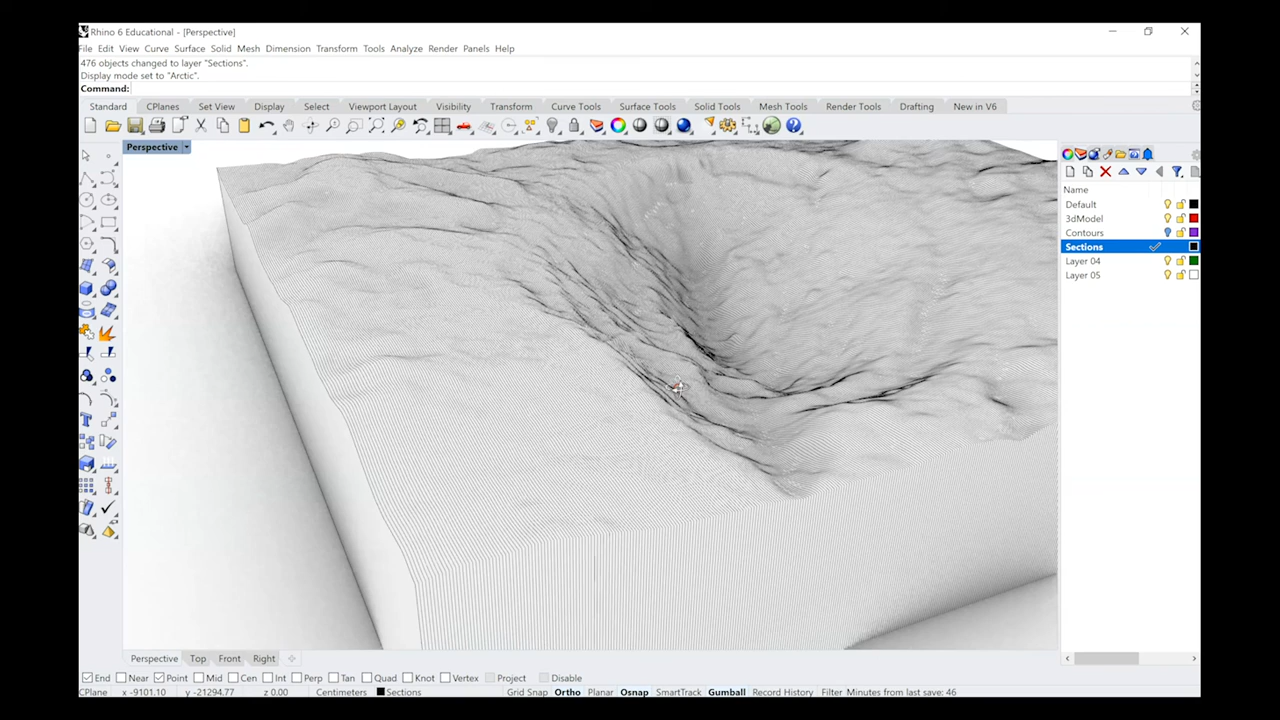 Rhino 6 Educational - [Perspective]
File Edit View Curve Surface Solid Mesh Dimension Transform Tools Analyze Render Panels Help
476 objects changed to layer "Sections".
Display mode set to "Arctic".
Command:
Standard CPlanes Set View Display Select Viewport Layout Visibility Transform Curve Tools Surface Tools Solid Tools Mesh Tools Render Tools Drafting New in V6
Perspective
Name
Default
3dModel
Contours
Sections
Layer 04
Layer 05
Perspective Top Front Right
End Near Point Mid Cen Int Perp Tan Quad Knot Vertex Project Disable
CPlane x -9101.10 y -21294.77 z 0.00 Centimeters Sections Grid Snap Ortho Planar Osnap SmartTrack Gumball Record History Filter Minutes from last save: 46